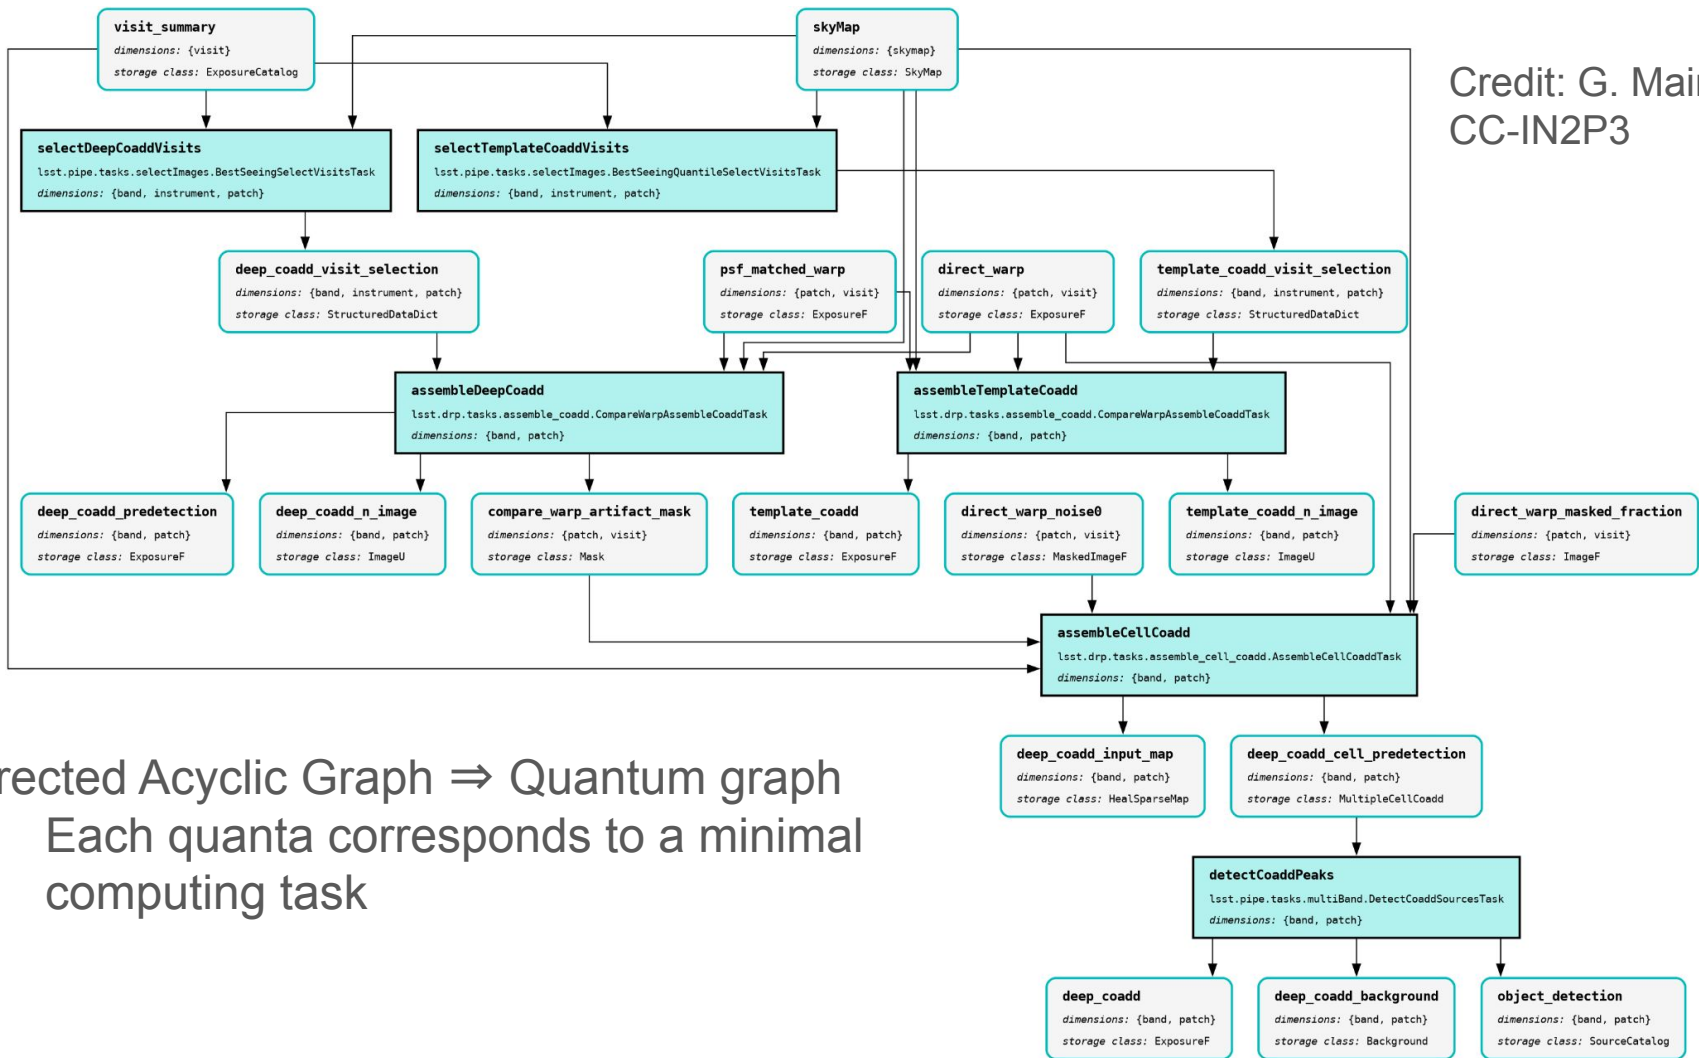 visit_summary
dimensions: {visit}
storage class: ExposureCatalog
skyMap
dimensions: {skymap}
storage class: SkyMap
Credit: G. Main
CC-IN2P3
selectDeepCoaddVisits
lsst.pipe.tasks.selectImages.BestSeeingSelectVisitsTask
dimensions: {band, instrument, patch}
selectTemplateCoaddVisits
lsst.pipe.tasks.selectImages.BestSeeingQuantileSelectVisitsTask
dimensions: {band, instrument, patch}
deep_coadd_visit_selection
dimensions: {band, instrument, patch}
storage class: StructuredDataDict
psf_matched_warp
dimensions: {patch, visit}
storage class: ExposureF
direct_warp
dimensions: {patch, visit}
storage class: ExposureF
template_coadd_visit_selection
dimensions: {band, instrument, patch}
storage class: StructuredDataDict
assembleDeepCoadd
lsst.drp.tasks.assemble_coadd.CompareWarpAssembleCoaddTask
dimensions: {band, patch}
assembleTemplateCoadd
lsst.drp.tasks.assemble_coadd.CompareWarpAssembleCoaddTask
dimensions: {band, patch}
deep_coadd_predetection
dimensions: {band, patch}
storage class: ExposureF
deep_coadd_n_image
dimensions: {band, patch}
storage class: ImageU
compare_warp_artifact_mask
dimensions: {patch, visit}
storage class: Mask
template_coadd
dimensions: {band, patch}
storage class: ExposureF
direct_warp_noise0
dimensions: {patch, visit}
storage class: MaskedImageF
template_coadd_n_image
dimensions: {band, patch}
storage class: ImageU
direct_warp_masked_fraction
dimensions: {patch, visit}
storage class: ImageF
assembleCellCoadd
lsst.drp.tasks.assemble_cell_coadd.AssembleCellCoaddTask
dimensions: {band, patch}
deep_coadd_input_map
dimensions: {band, patch}
storage class: HealSparseMap
deep_coadd_cell_predetection
dimensions: {band, patch}
storage class: MultipleCellCoadd
rected Acyclic Graph ⇒ Quantum graph
Each quanta corresponds to a minimal
computing task
detectCoaddPeaks
lsst.pipe.tasks.multiBand.DetectCoaddSourcesTask
dimensions: {band, patch}
deep_coadd
dimensions: {band, patch}
storage class: ExposureF
deep_coadd_background
dimensions: {band, patch}
storage class: Background
object_detection
dimensions: {band, patch}
storage class: SourceCatalog